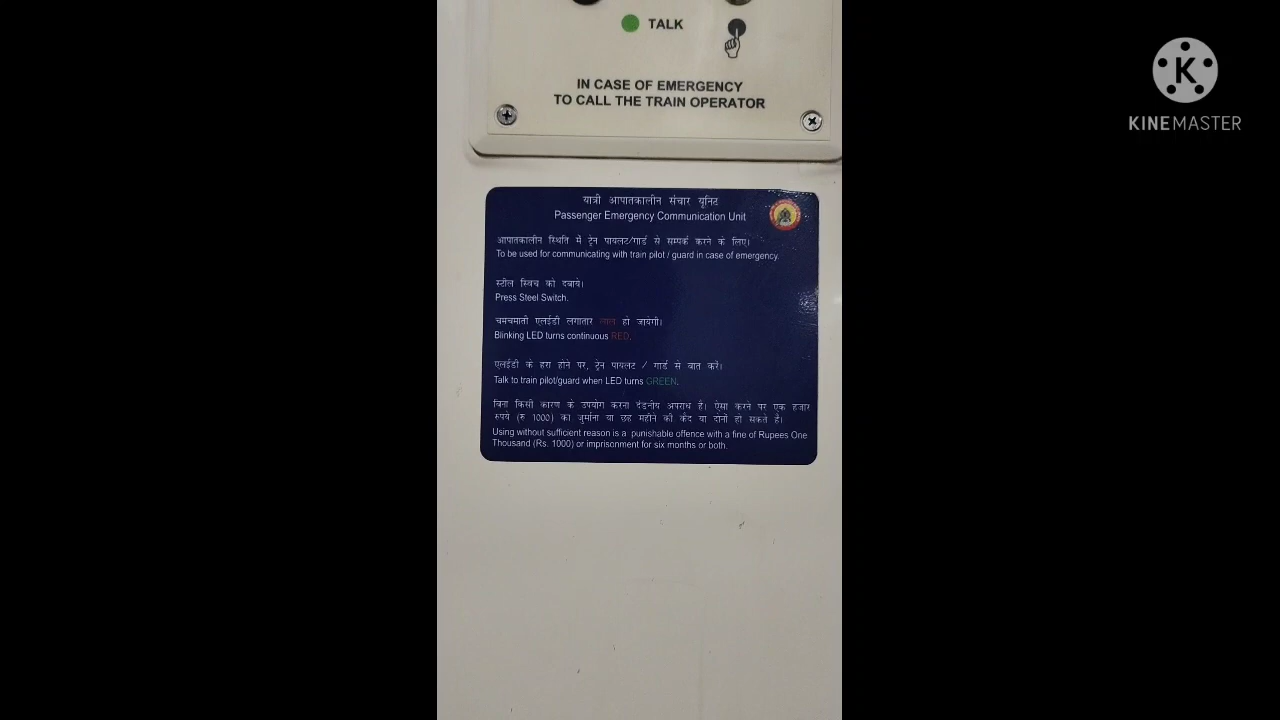 TALK
IN CASE OF EMERGENCY
TO CALL THE TRAIN OPERATOR
KINEMASTER
यात्री आपातकालीन संचार यूनिट
Passenger Emergency Communication Unit
आपातकालीन स्थिति में ट्रेन पायलट/गार्ड से सम्पर्क करने के लिए।
To be used for communicating with train pilot / guard in case of emergency.
स्टील स्विच को दबाये।
Press Steel Switch.
चमचमाती एलईडी लगातार लाल हो जायेगी।
Blinking LED turns continuous RED.
एलईडी के हरा होने पर, ट्रेन पायलट / गार्ड से बात करें।
Talk to train pilot/guard when LED turns GREEN.
बिना किसी कारण के उपयोग करना दंडनीय अपराध है। ऐसा करने पर एक हजार
रुपये (रु 1000) का जुर्माना या छह महीने की कैद या दोनों हो सकते है।
Using without sufficient reason is a punishable offence with a fine of Rupees One
Thousand (Rs. 1000) or imprisonment for six months or both.